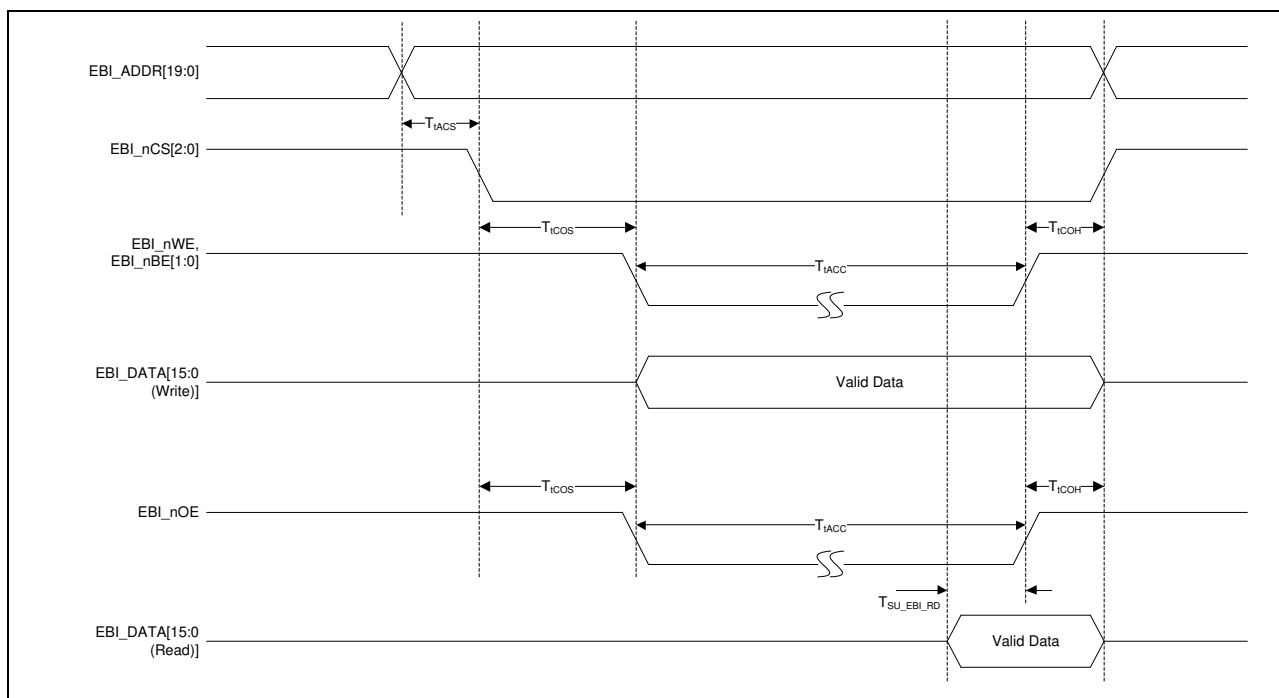 EBI_ADDR[19:0]
TtACS
EBI_nCS[2:0]
TtCOS
TtCOH
EBI_nWE,
EBI_nBE[1:0]
TtACC
EBI_DATA[15:0
(Write)]
Valid Data
TtCOS
TtCOH
EBI_nOE
TtACC
TSU_EBI_RD
EBI_DATA[15:0
(Read)]
Valid Data